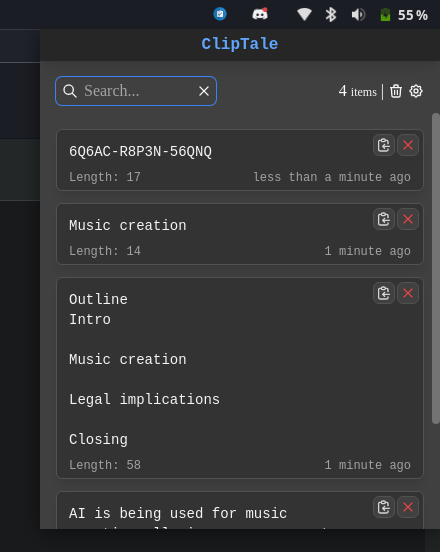 55%
ClipTale
Search...
4 items
6Q6AC-R8P3N-56QNQ
Length: 17 less than a minute ago
Music creation
Length: 14 1 minute ago
Outline
Intro
Music creation
Legal implications
Closing
Length: 58 1 minute ago
AI is being used for music